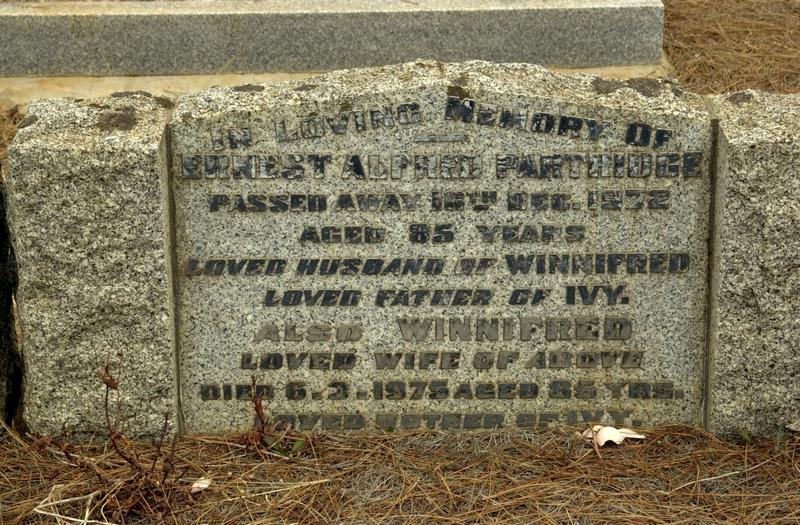 IN LOVING MEMORY OF
ERNEST ALFRED PARTRIDGE
PASSED AWAY 16TH DEC. 1972
AGED 85 YEARS
LOVED HUSBAND OF WINNIFRED
LOVED FATHER OF IVY.
ALSO WINNIFRED
LOVED WIFE OF ABOVE
DIED 6.3.1975 AGED 85 YRS.
LOVED MOTHER OF IVY.